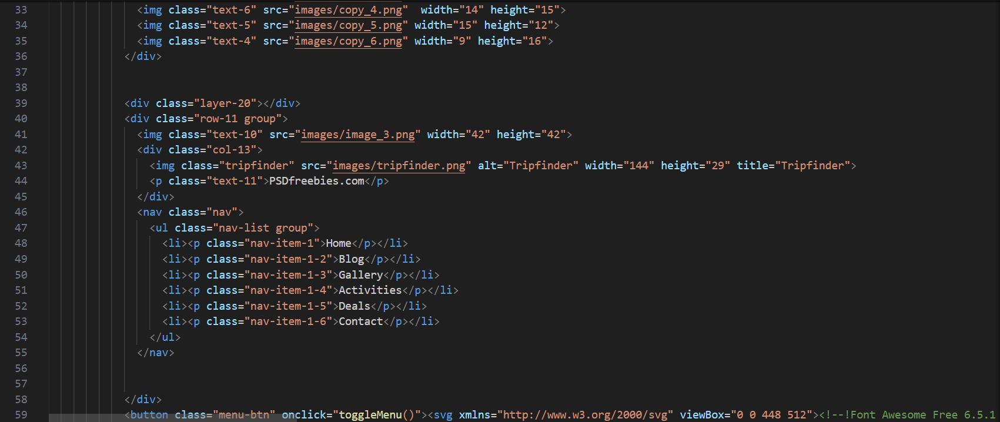 33 <img class="text-6" src="images/copy_4.png"  width="14" height="15">
34 <img class="text-5" src="images/copy_5.png" width="15" height="12">
35 <img class="text-4" src="images/copy_6.png" width="9" height="16">
36 </div>
37
38
39 <div class="layer-20"></div>
40 <div class="row-11 group">
41 <img class="text-10" src="images/image_3.png" width="42" height="42">
42 <div class="col-13">
43 <img class="tripfinder" src="images/tripfinder.png" alt="Tripfinder" width="144" height="29" title="Tripfinder">
44 <p class="text-11">PSDfreebies.com</p>
45 </div>
46 <nav class="nav">
47 <ul class="nav-list group">
48 <li><p class="nav-item-1">Home</p></li>
49 <li><p class="nav-item-1-2">Blog</p></li>
50 <li><p class="nav-item-1-3">Gallery</p></li>
51 <li><p class="nav-item-1-4">Activities</p></li>
52 <li><p class="nav-item-1-5">Deals</p></li>
53 <li><p class="nav-item-1-6">Contact</p></li>
54 </ul>
55 </nav>
56
57
58 </div>
59 <button class="menu-btn" onclick="toggleMenu()"><svg xmlns="http://www.w3.org/2000/svg" viewBox="0 0 448 512"><!--!Font Awesome Free 6.5.1